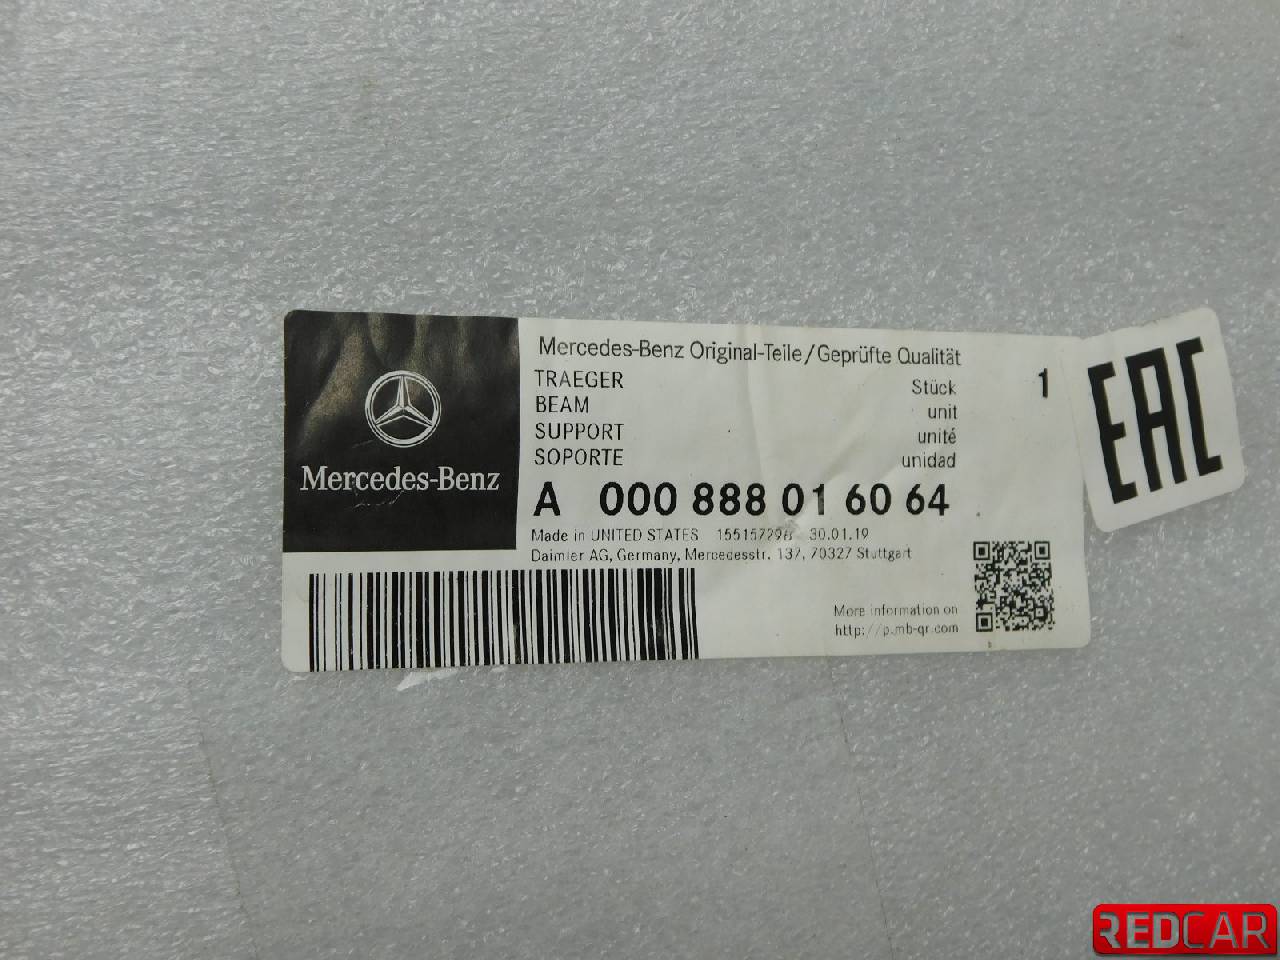 Mercedes-Benz
Mercedes-Benz Original-Teile/Geprüfte Qualität
TRAEGER Stück 1
BEAM unit
SUPPORT unité
SOPORTE unidad
A 000 888 01 60 64
Made in UNITED STATES 155157296 30.01.19
Daimler AG, Germany, Mercedesstr. 137, 70327 Stuttgart
More information on
http://p.mb-qr.com
EAC
REDCAR